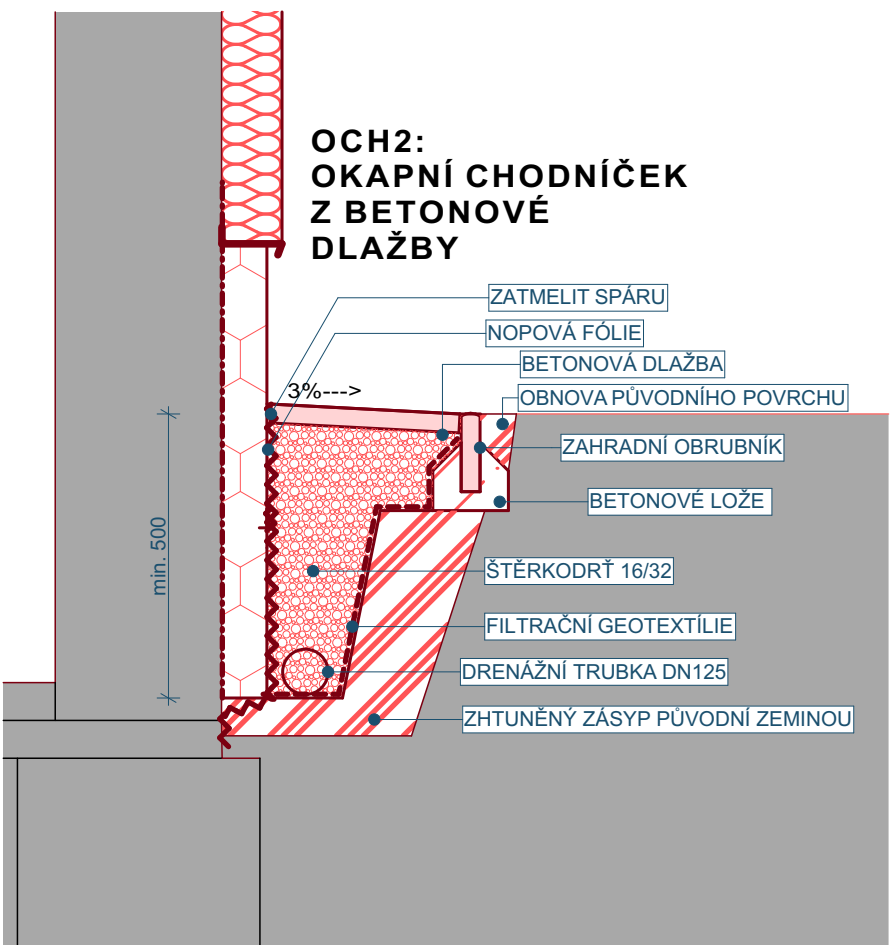 OCH2:
OKAPNÍ CHODNÍČEK
Z BETONOVÉ
DLAŽBY
ZATMELIT SPÁRU
NOPOVÁ FÓLIE
BETONOVÁ DLAŽBA
3%--->
OBNOVA PŮVODNÍHO POVRCHU
ZAHRADNÍ OBRUBNÍK
BETONOVÉ LOŽE
min. 500
ŠTĚRKODRŤ 16/32
FILTRAČNÍ GEOTEXTÍLIE
DRENÁŽNÍ TRUBKA DN125
ZHTUNĚNÝ ZÁSYP PŮVODNÍ ZEMINOU